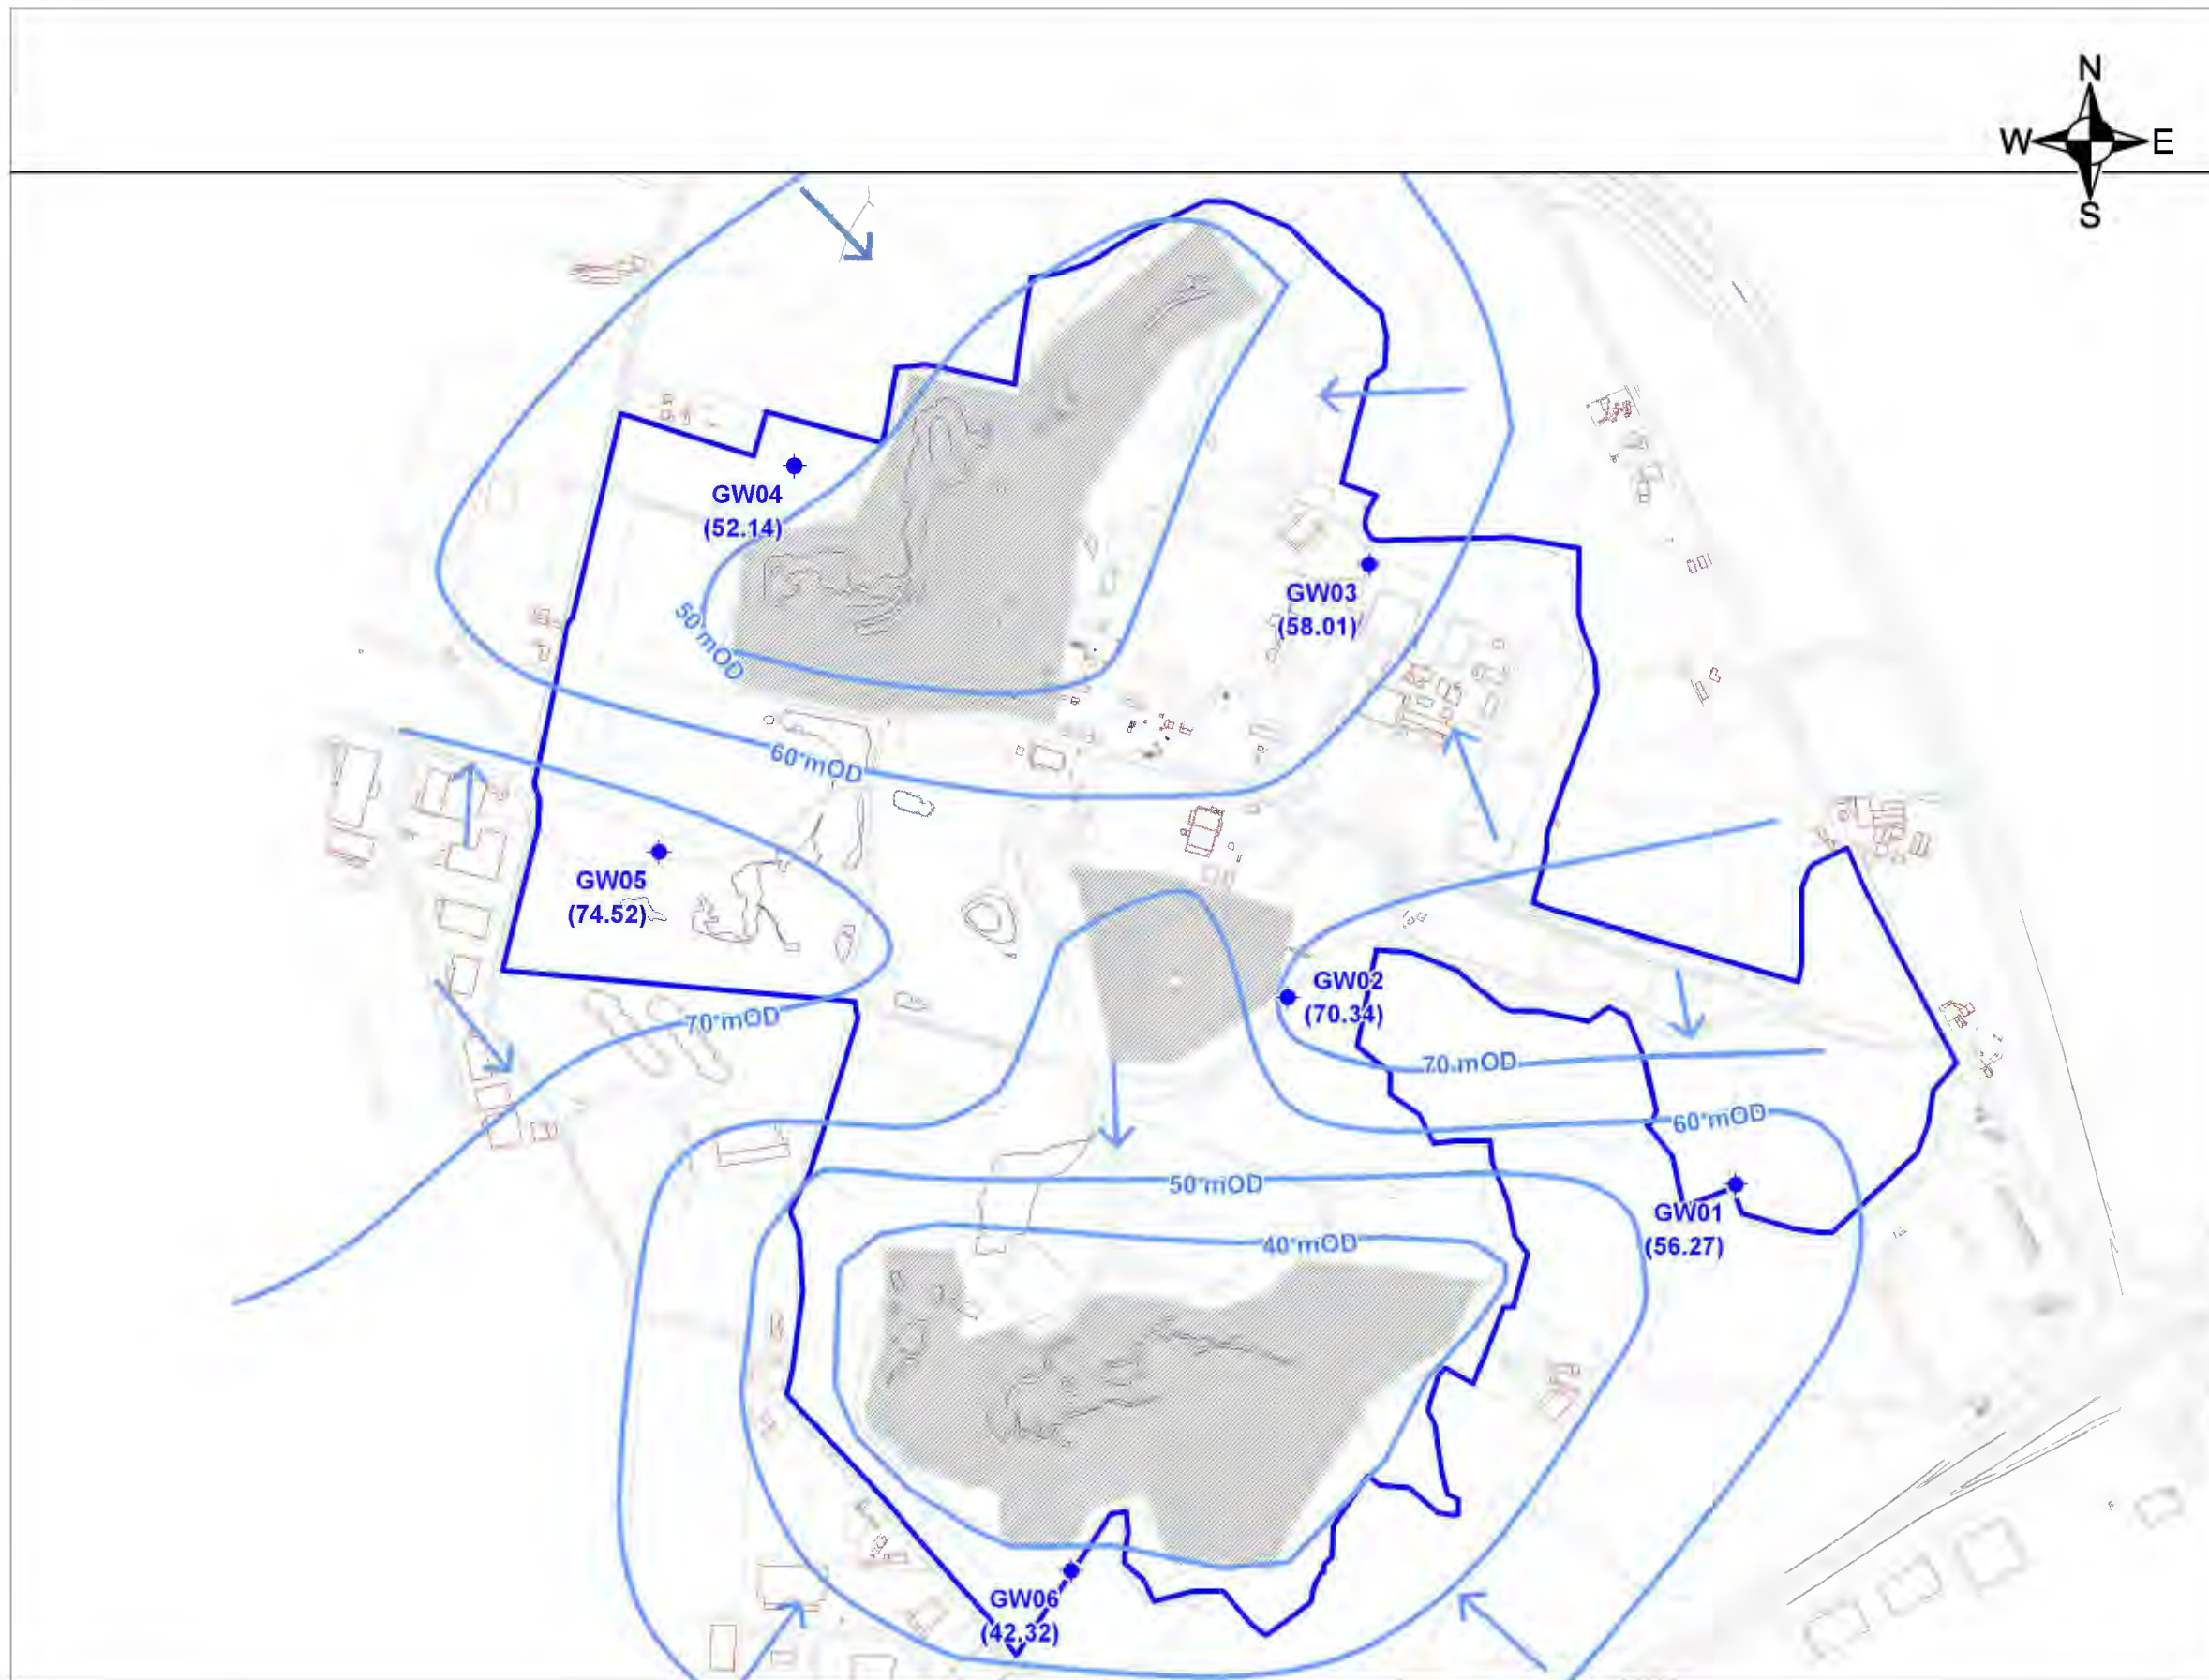 N
W E
S
GW04
(52.14)
GW03
(58.01)
50 mOD
60 mOD
GW05
(74.52)
GW02
(70.34)
70 mOD
70 mOD
60 mOD
50 mOD
GW01
(56.27)
40 mOD
GW06
(42.32)